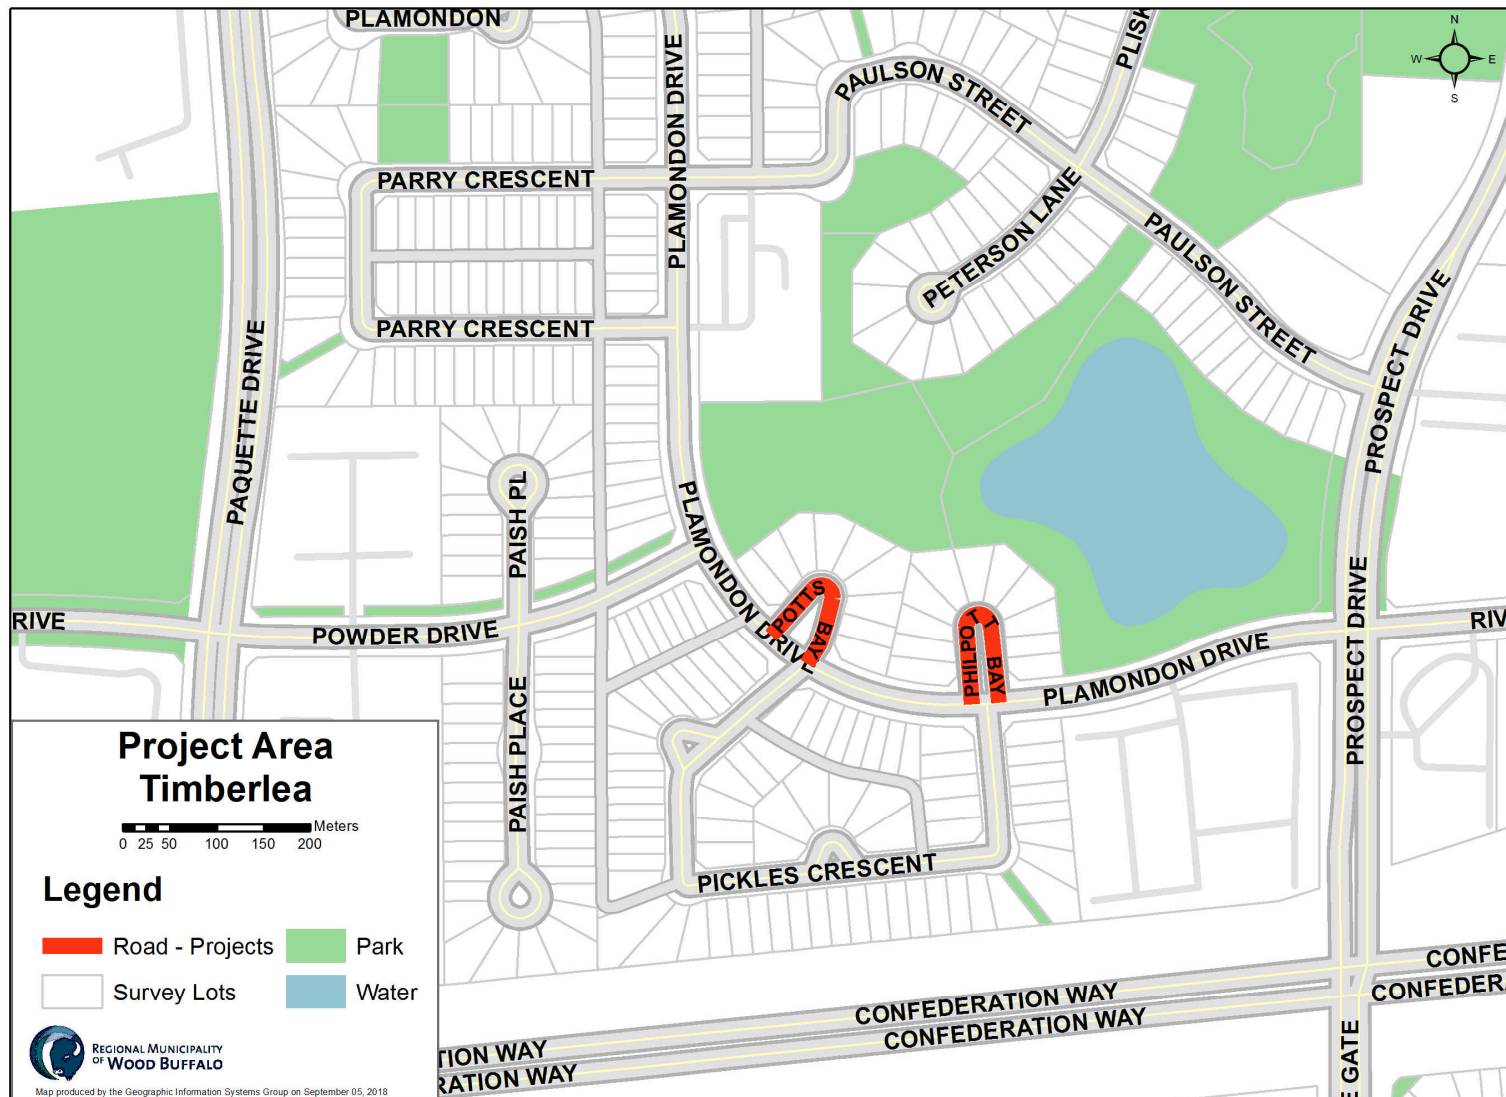 PLAMONDON
PLAMONDON DRIVE
PLISK
N
W E
S
PAULSON STREET
PARRY CRESCENT
PETERSON LANE
PAULSON STREET
PARRY CRESCENT
PAQUETTE DRIVE
PROSPECT DRIVE
PAISH PL
PLAMONDON DRIVE
POTTS BAY
PHILPOTT BAY
RIVE
POWDER DRIVE
PLAMONDON DRIVE
PROSPECT DRIVE
RIV
PAISH PLACE
PICKLES CRESCENT
CONFE
CONFEDER
CONFEDERATION WAY
CONFEDERATION WAY
TION WAY
RATION WAY
E GATE
Project Area
Timberlea
Meters
0 25 50 100 150 200
Legend
Road - Projects
Park
Survey Lots
Water
REGIONAL MUNICIPALITY
OF WOOD BUFFALO
Map produced by the Geographic Information Systems Group on September 05, 2018